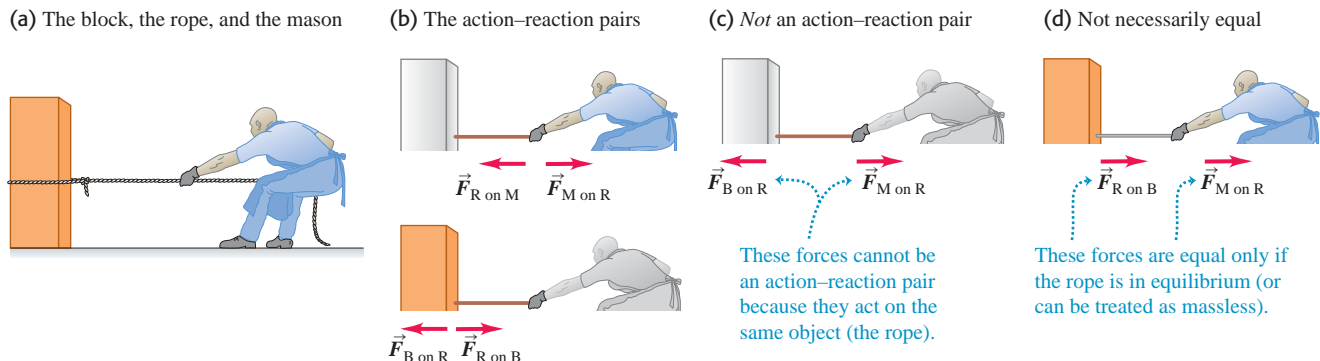 (a) The block, the rope, and the mason
(b) The action–reaction pairs
F⃗R on M
F⃗M on R
F⃗B on R
F⃗R on B
(c) Not an action–reaction pair
F⃗B on R
F⃗M on R
These forces cannot be
an action–reaction pair
because they act on the
same object (the rope).
(d) Not necessarily equal
F⃗R on B
F⃗M on R
These forces are equal only if
the rope is in equilibrium (or
can be treated as massless).